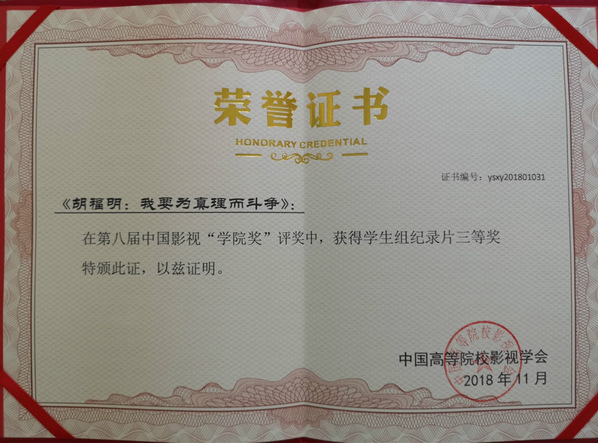 荣誉证书
HONORARY CREDENTIAL
证书编号：ysxy201801031
《胡福明：我要为真理而斗争》：
在第八届中国影视“学院奖”评奖中，获得学生组纪录片三等奖
特颁此证，以兹证明。
中国高等院校影视学会
2018 年 11 月